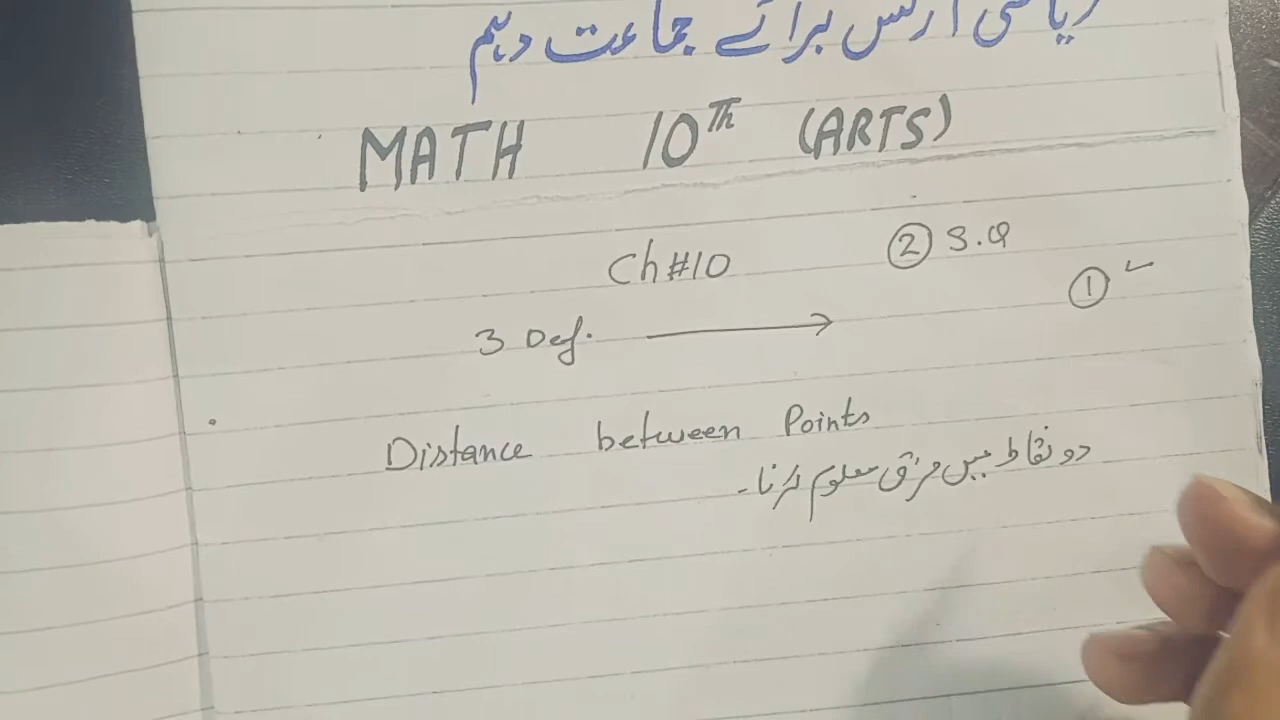 ریاضی آرٹس برائے جماعت دہم
MATH 10Th (ARTS)
Ch#10
② S.Q
① ✓
3 Def. →
Distance between Points
دو نقاط میں فرق معلوم کرنا۔